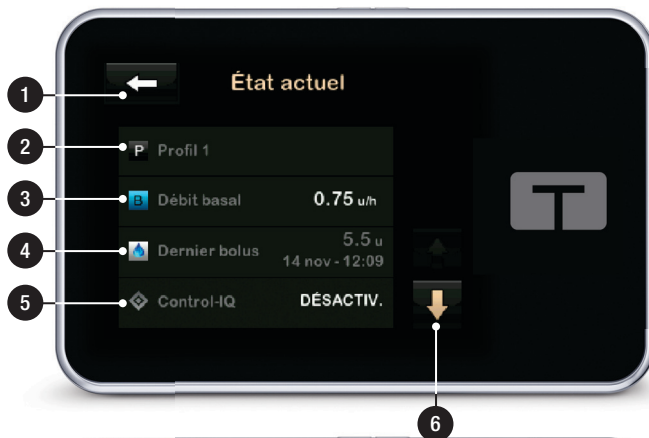 État actuel
1
2
P Profil 1
3
B Débit basal 0.75 u/h
4
Dernier bolus 5.5 u
14 nov - 12:09
5
Control-IQ DÉSACTIV.
6
T